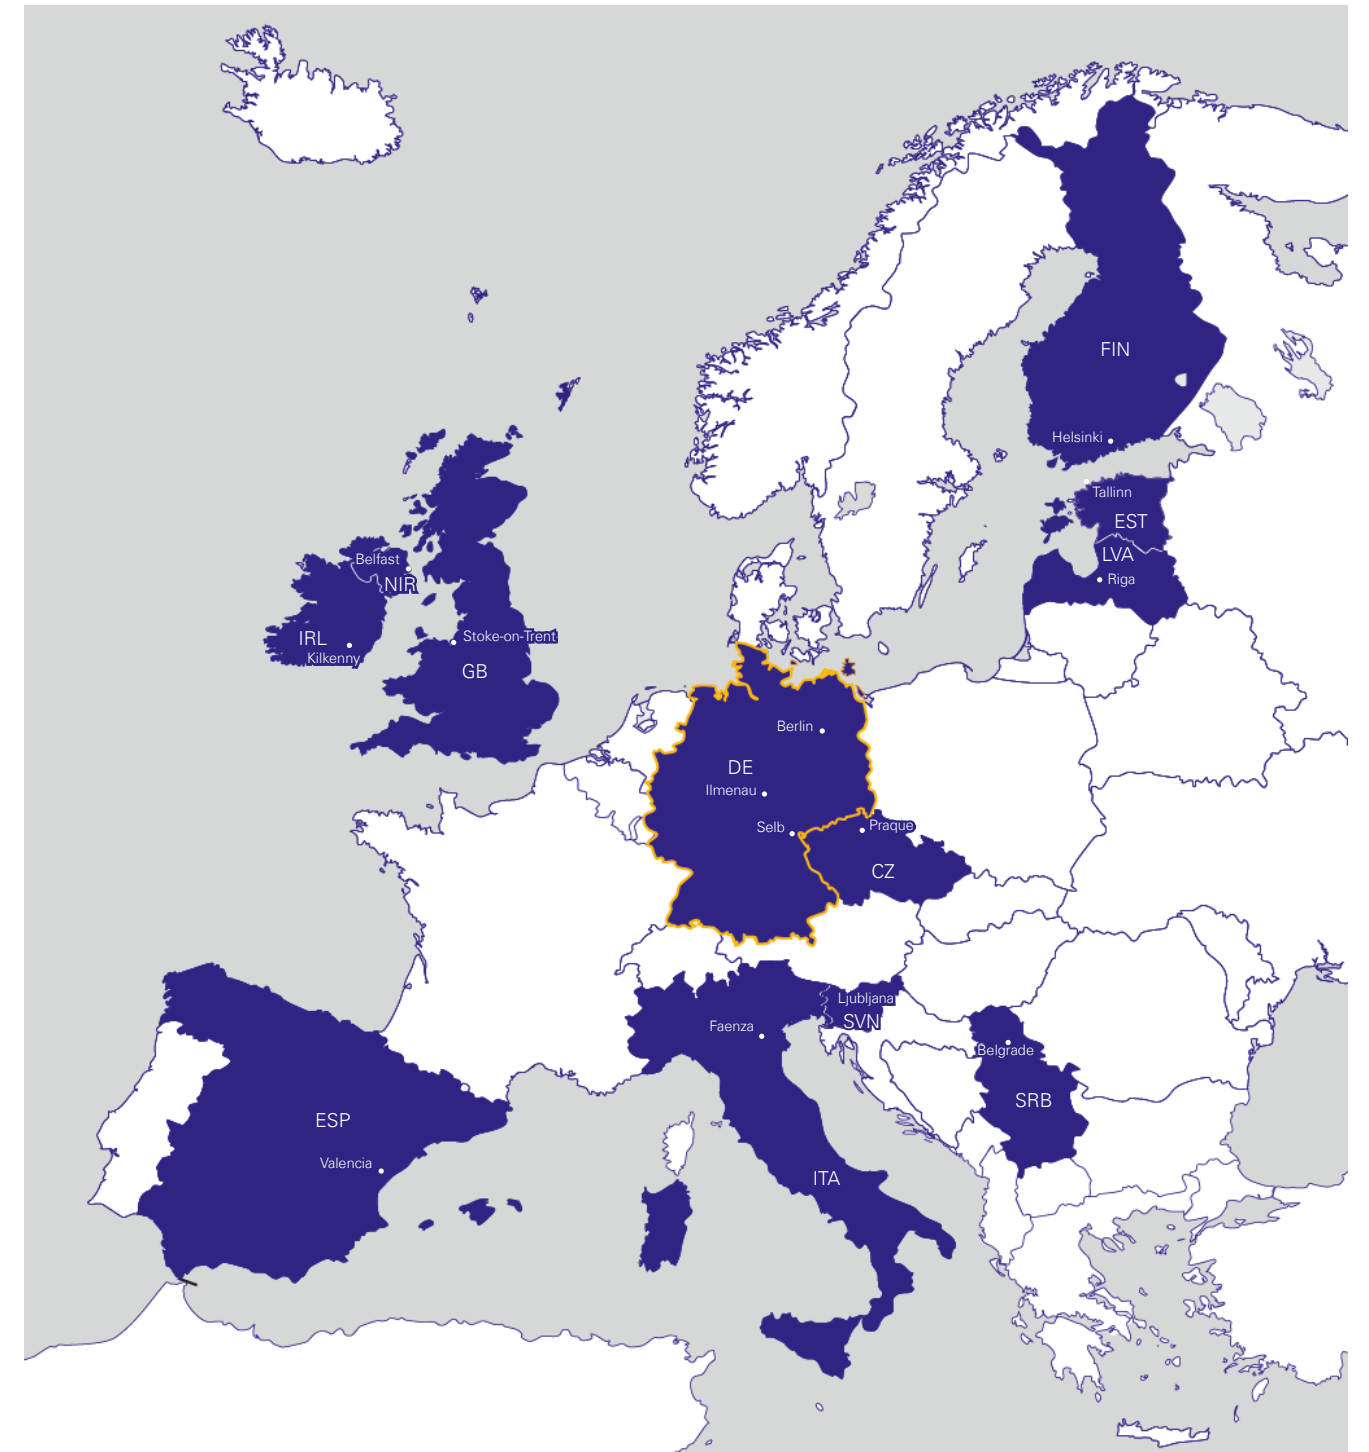 FIN
Helsinki
Tallinn
EST
LVA
Riga
Belfast
NIR
IRL
Kilkenny
Stoke-on-Trent
GB
Berlin
DE
Ilmenau
Selb
Praque
CZ
Ljubljana
SVN
Faenza
Belgrade
SRB
ESP
Valencia
ITA